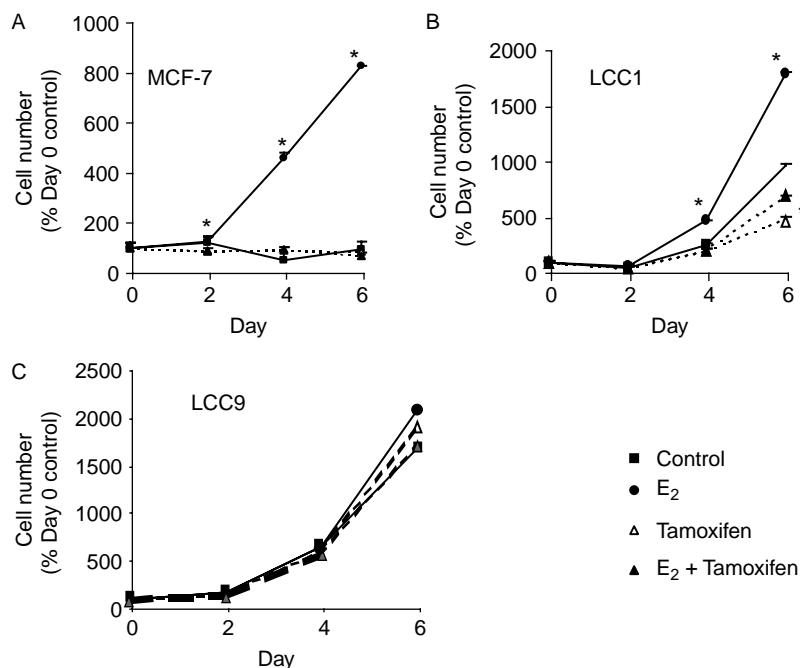 A
MCF-7
Cell number
(% Day 0 control)
1000
800
600
400
200
100
0
*
*
*
0 2 4 6
Day
B
LCC1
Cell number
(% Day 0 control)
2000
1500
1000
500
0
*
*
0 2 4 6
Day
C
LCC9
Cell number
(% Day 0 control)
2500
2000
1500
1000
500
0
0 2 4 6
Day
Control
E₂
Tamoxifen
E₂ + Tamoxifen